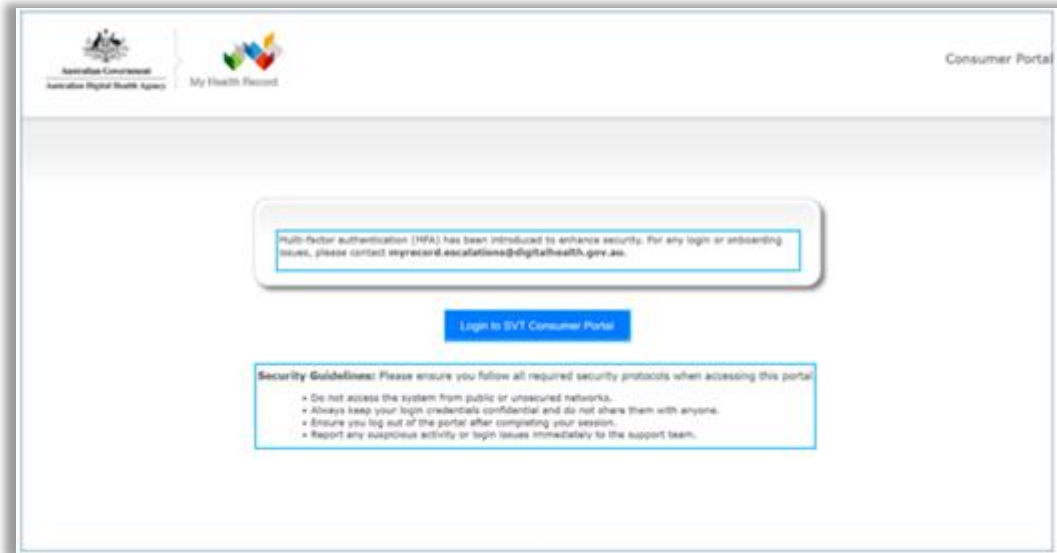 Australian Government
Australian Digital Health Agency
My Health Record
Consumer Portal
Multi-factor authentication (MFA) has been introduced to enhance security. For any login or onboarding
issues, please contact myrecord.escalations@digitalhealth.gov.au.
Login to SVT Consumer Portal
Security Guidelines: Please ensure you follow all required security protocols when accessing this portal
• Do not access the system from public or unsecured networks.
• Always keep your login credentials confidential and do not share them with anyone.
• Ensure you log out of the portal after completing your session.
• Report any suspicious activity or login issues immediately to the support team.